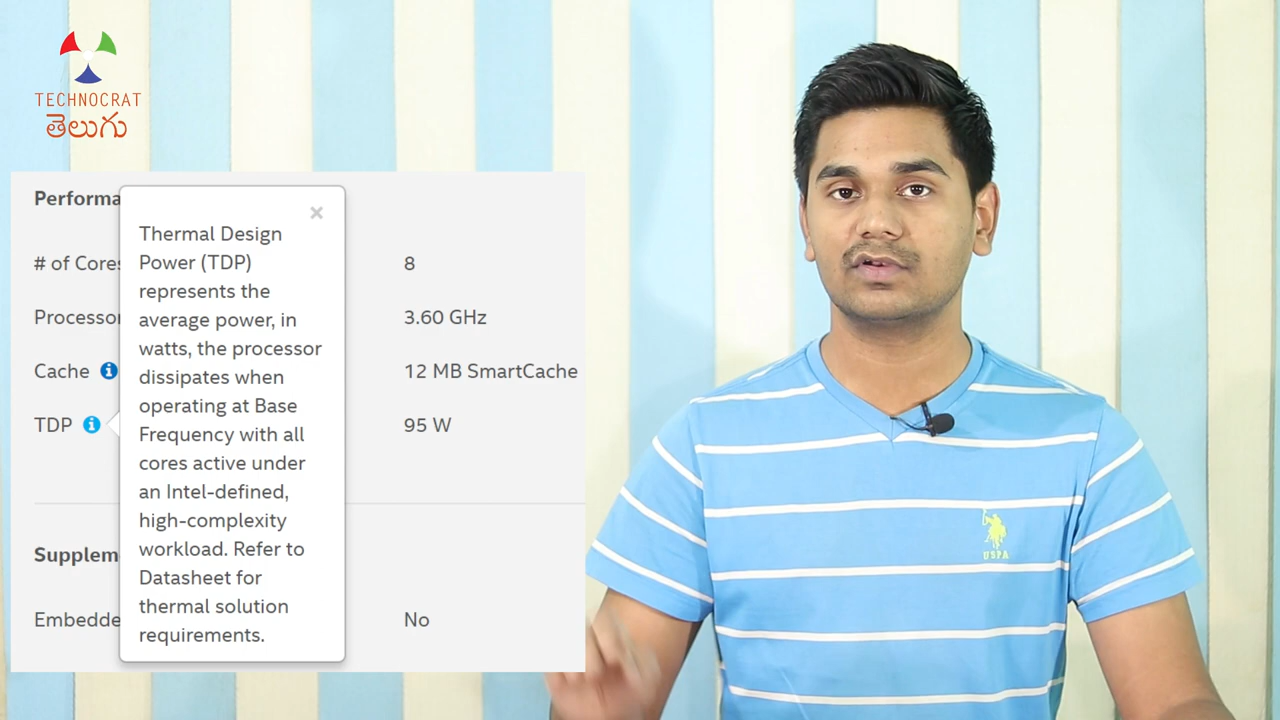 TECHNOCRAT
తెలుగు
Performa
# of Cores
8
Processor
3.60 GHz
Cache
12 MB SmartCache
TDP
95 W
Supplem
Embedde
No
×
Thermal Design
Power (TDP)
represents the
average power, in
watts, the processor
dissipates when
operating at Base
Frequency with all
cores active under
an Intel-defined,
high-complexity
workload. Refer to
Datasheet for
thermal solution
requirements.
USPA